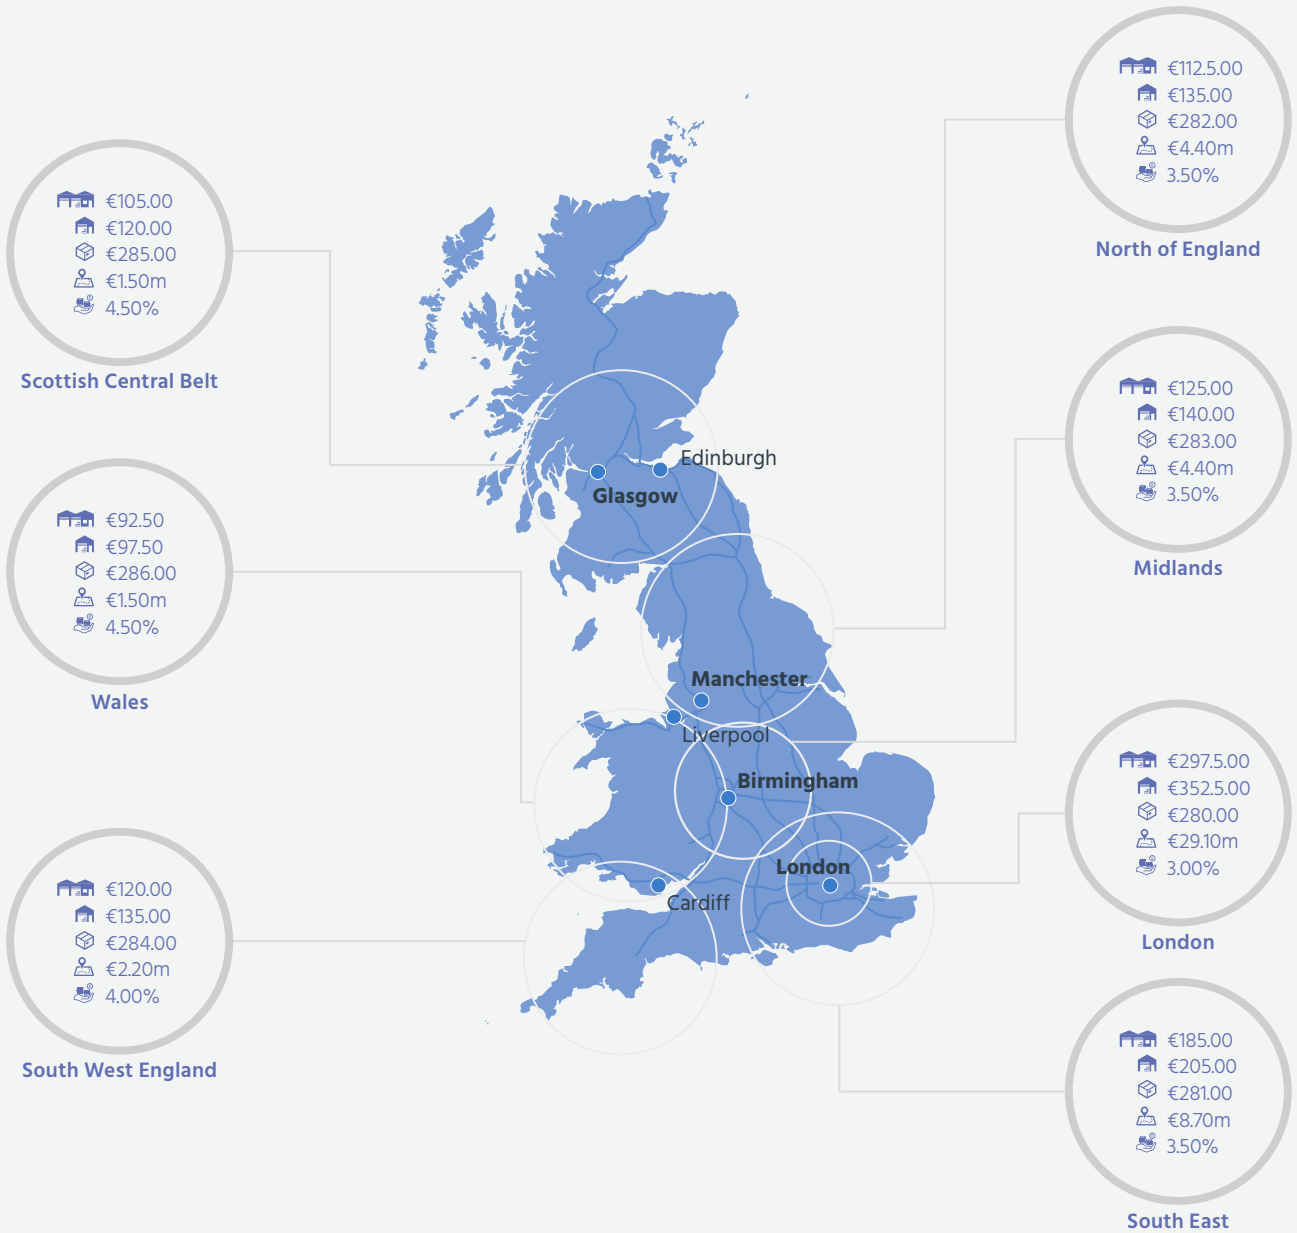 €105.00
€120.00
€285.00
€1.50m
4.50%
Scottish Central Belt
€92.50
€97.50
€286.00
€1.50m
4.50%
Wales
€120.00
€135.00
€284.00
€2.20m
4.00%
South West England
Edinburgh
Glasgow
Manchester
Liverpool
Birmingham
London
Cardiff
€112.5.00
€135.00
€282.00
€4.40m
3.50%
North of England
€125.00
€140.00
€283.00
€4.40m
3.50%
Midlands
€297.5.00
€352.5.00
€280.00
€29.10m
3.00%
London
€185.00
€205.00
€281.00
€8.70m
3.50%
South East